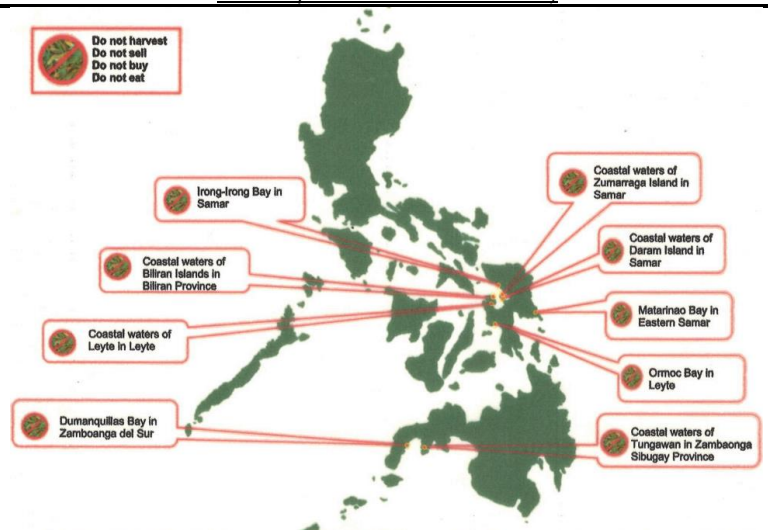 Do not harvest
Do not sell
Do not buy
Do not eat
Irong-Irong Bay in
Samar
Coastal waters of
Zumarraga Island in
Samar
Coastal waters of
Biliran Islands in
Biliran Province
Coastal waters of
Daram Island in
Samar
Coastal waters of
Leyte in Leyte
Matarinao Bay in
Eastern Samar
Ormoc Bay in
Leyte
Dumanquillas Bay in
Zamboanga del Sur
Coastal waters of
Tungawan in Zambaonga
Sibugay Province